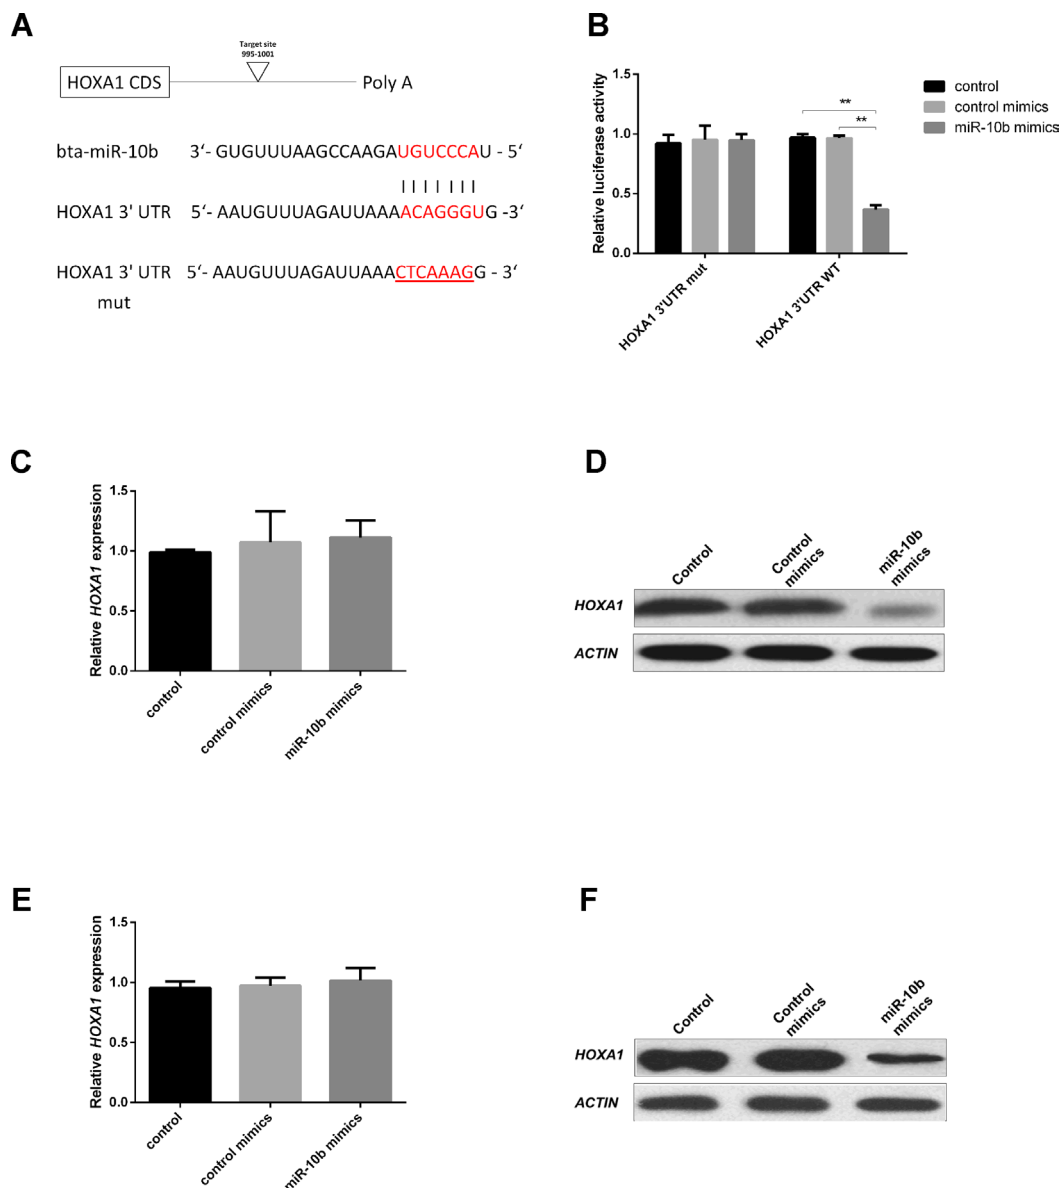 A
Target site
995-1001
HOXA1 CDS
Poly A
bta-miR-10b 3‘- GUGUUUAAGCCAAGAUGUCCCAU - 5‘
HOXA1 3' UTR 5‘- AAUGUUUAGAUUAAAACAGGGUG -3‘
HOXA1 3' UTR 5‘- AAUGUUUAGAUUAAACTCAAAGG - 3‘
mut
B
Relative luciferase activity
1.5
1.0
0.5
0.0
**
**
HOXA1 3'UTR mut
HOXA1 3'UTR WT
control
control mimics
miR-10b mimics
C
Relative HOXA1 expression
1.5
1.0
0.5
0.0
control
control mimics
miR-10b mimics
D
Control
Control
mimics
miR-10b
mimics
HOXA1
ACTIN
E
Relative HOXA1 expression
1.5
1.0
0.5
0.0
control
control mimics
miR-10b mimics
F
Control
Control
mimics
miR-10b
mimics
HOXA1
ACTIN